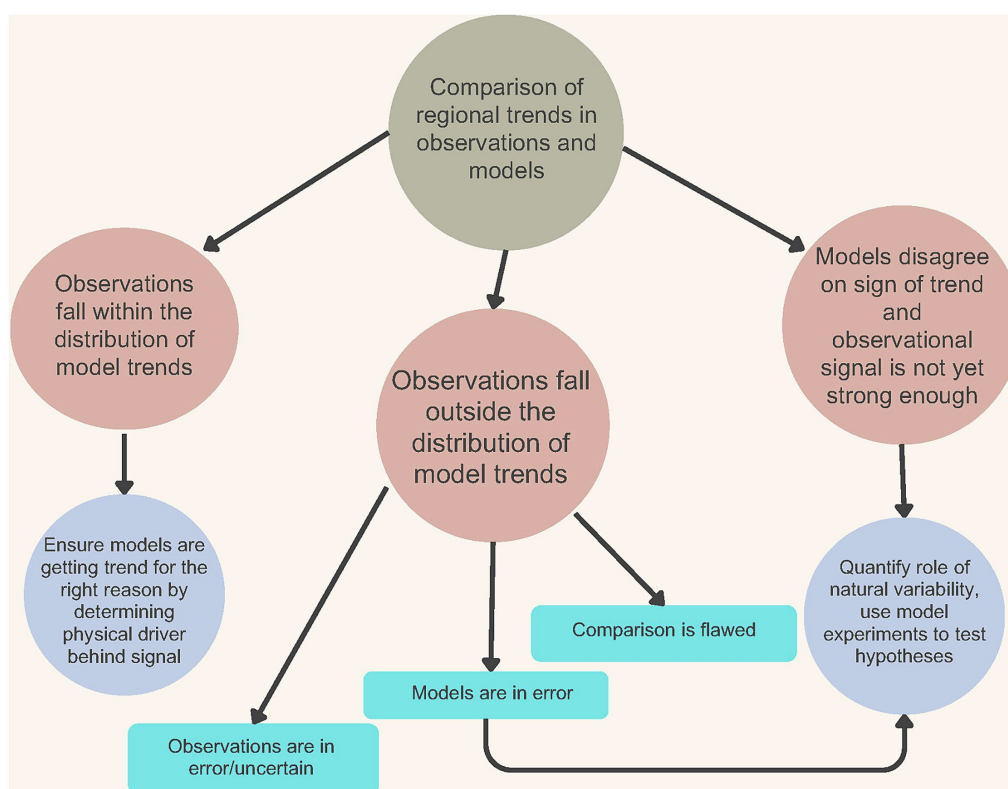 Comparison of
regional trends in
observations and
models
Observations
fall within the
distribution of
model trends
Observations fall
outside the
distribution of
model trends
Models disagree
on sign of trend
and
observational
signal is not yet
strong enough
Ensure models are
getting trend for the
right reason by
determining
physical driver
behind signal
Observations are in
error/uncertain
Models are in error
Comparison is flawed
Quantify role of
natural variability,
use model
experiments to test
hypotheses